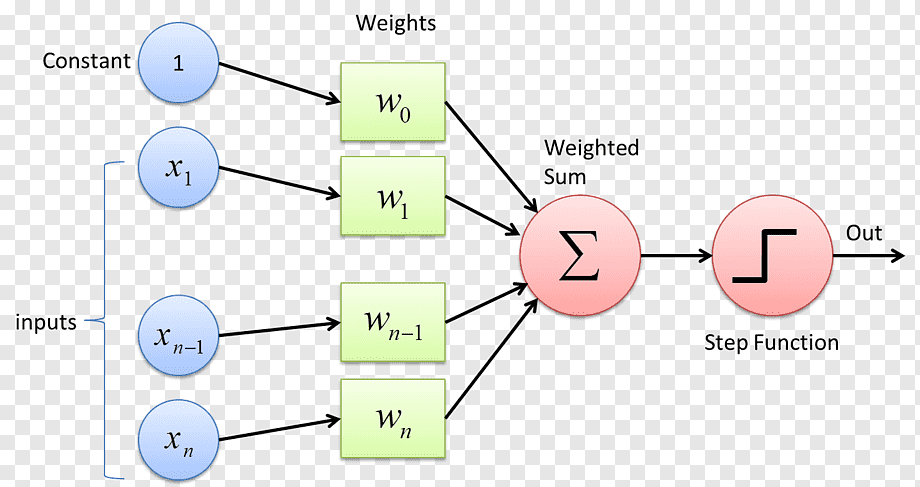 Weights
Constant
1
w₀
x₁
w₁
Weighted
Sum
Σ
Out
inputs
xₙ₋₁
wₙ₋₁
Step Function
xₙ
wₙ